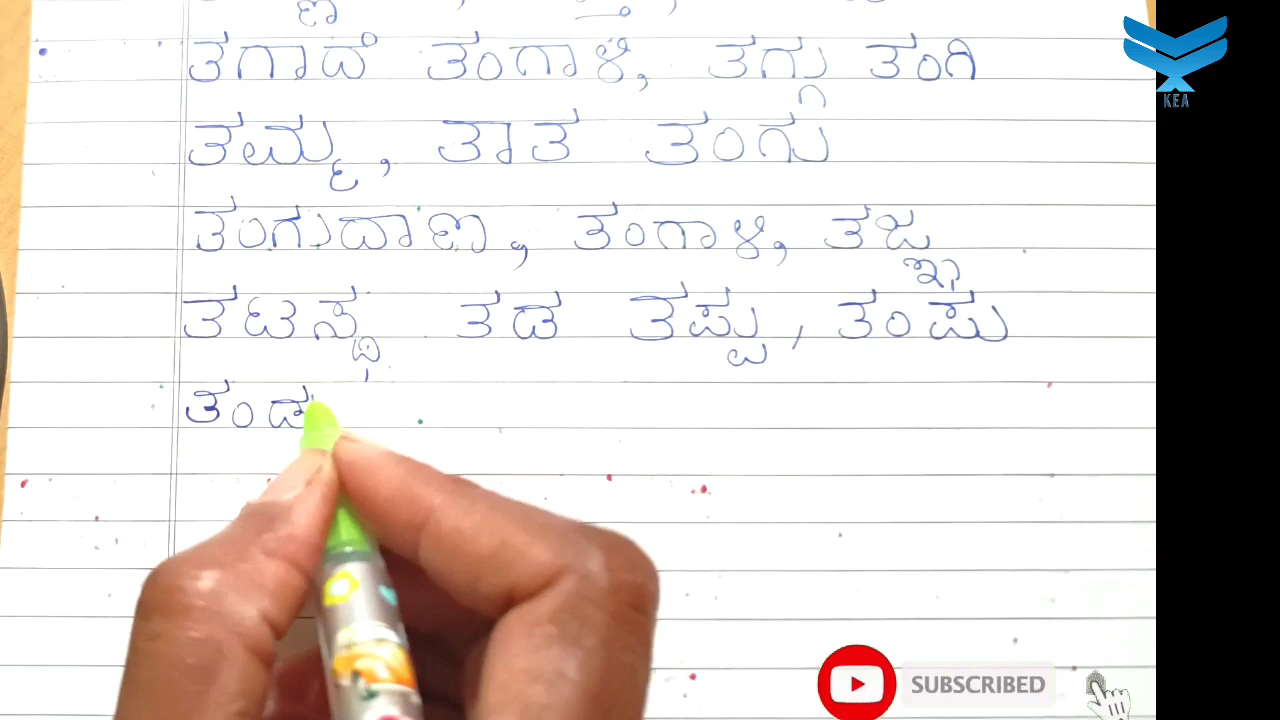 ತಗಾದೆ ತಂಗಾಳಿ, ತಗ್ಗು ತಂಗಿ
ತಮ್ಮ, ತಾತ ತಂಗು
ತಂಗುದಾಣ, ತಂಗಾಳಿ, ತಜ್ಞ
ತಟಸ್ಥ ತಡ ತಪ್ಪು, ತಂಪು
ತಂಡ
KEA
SUBSCRIBED